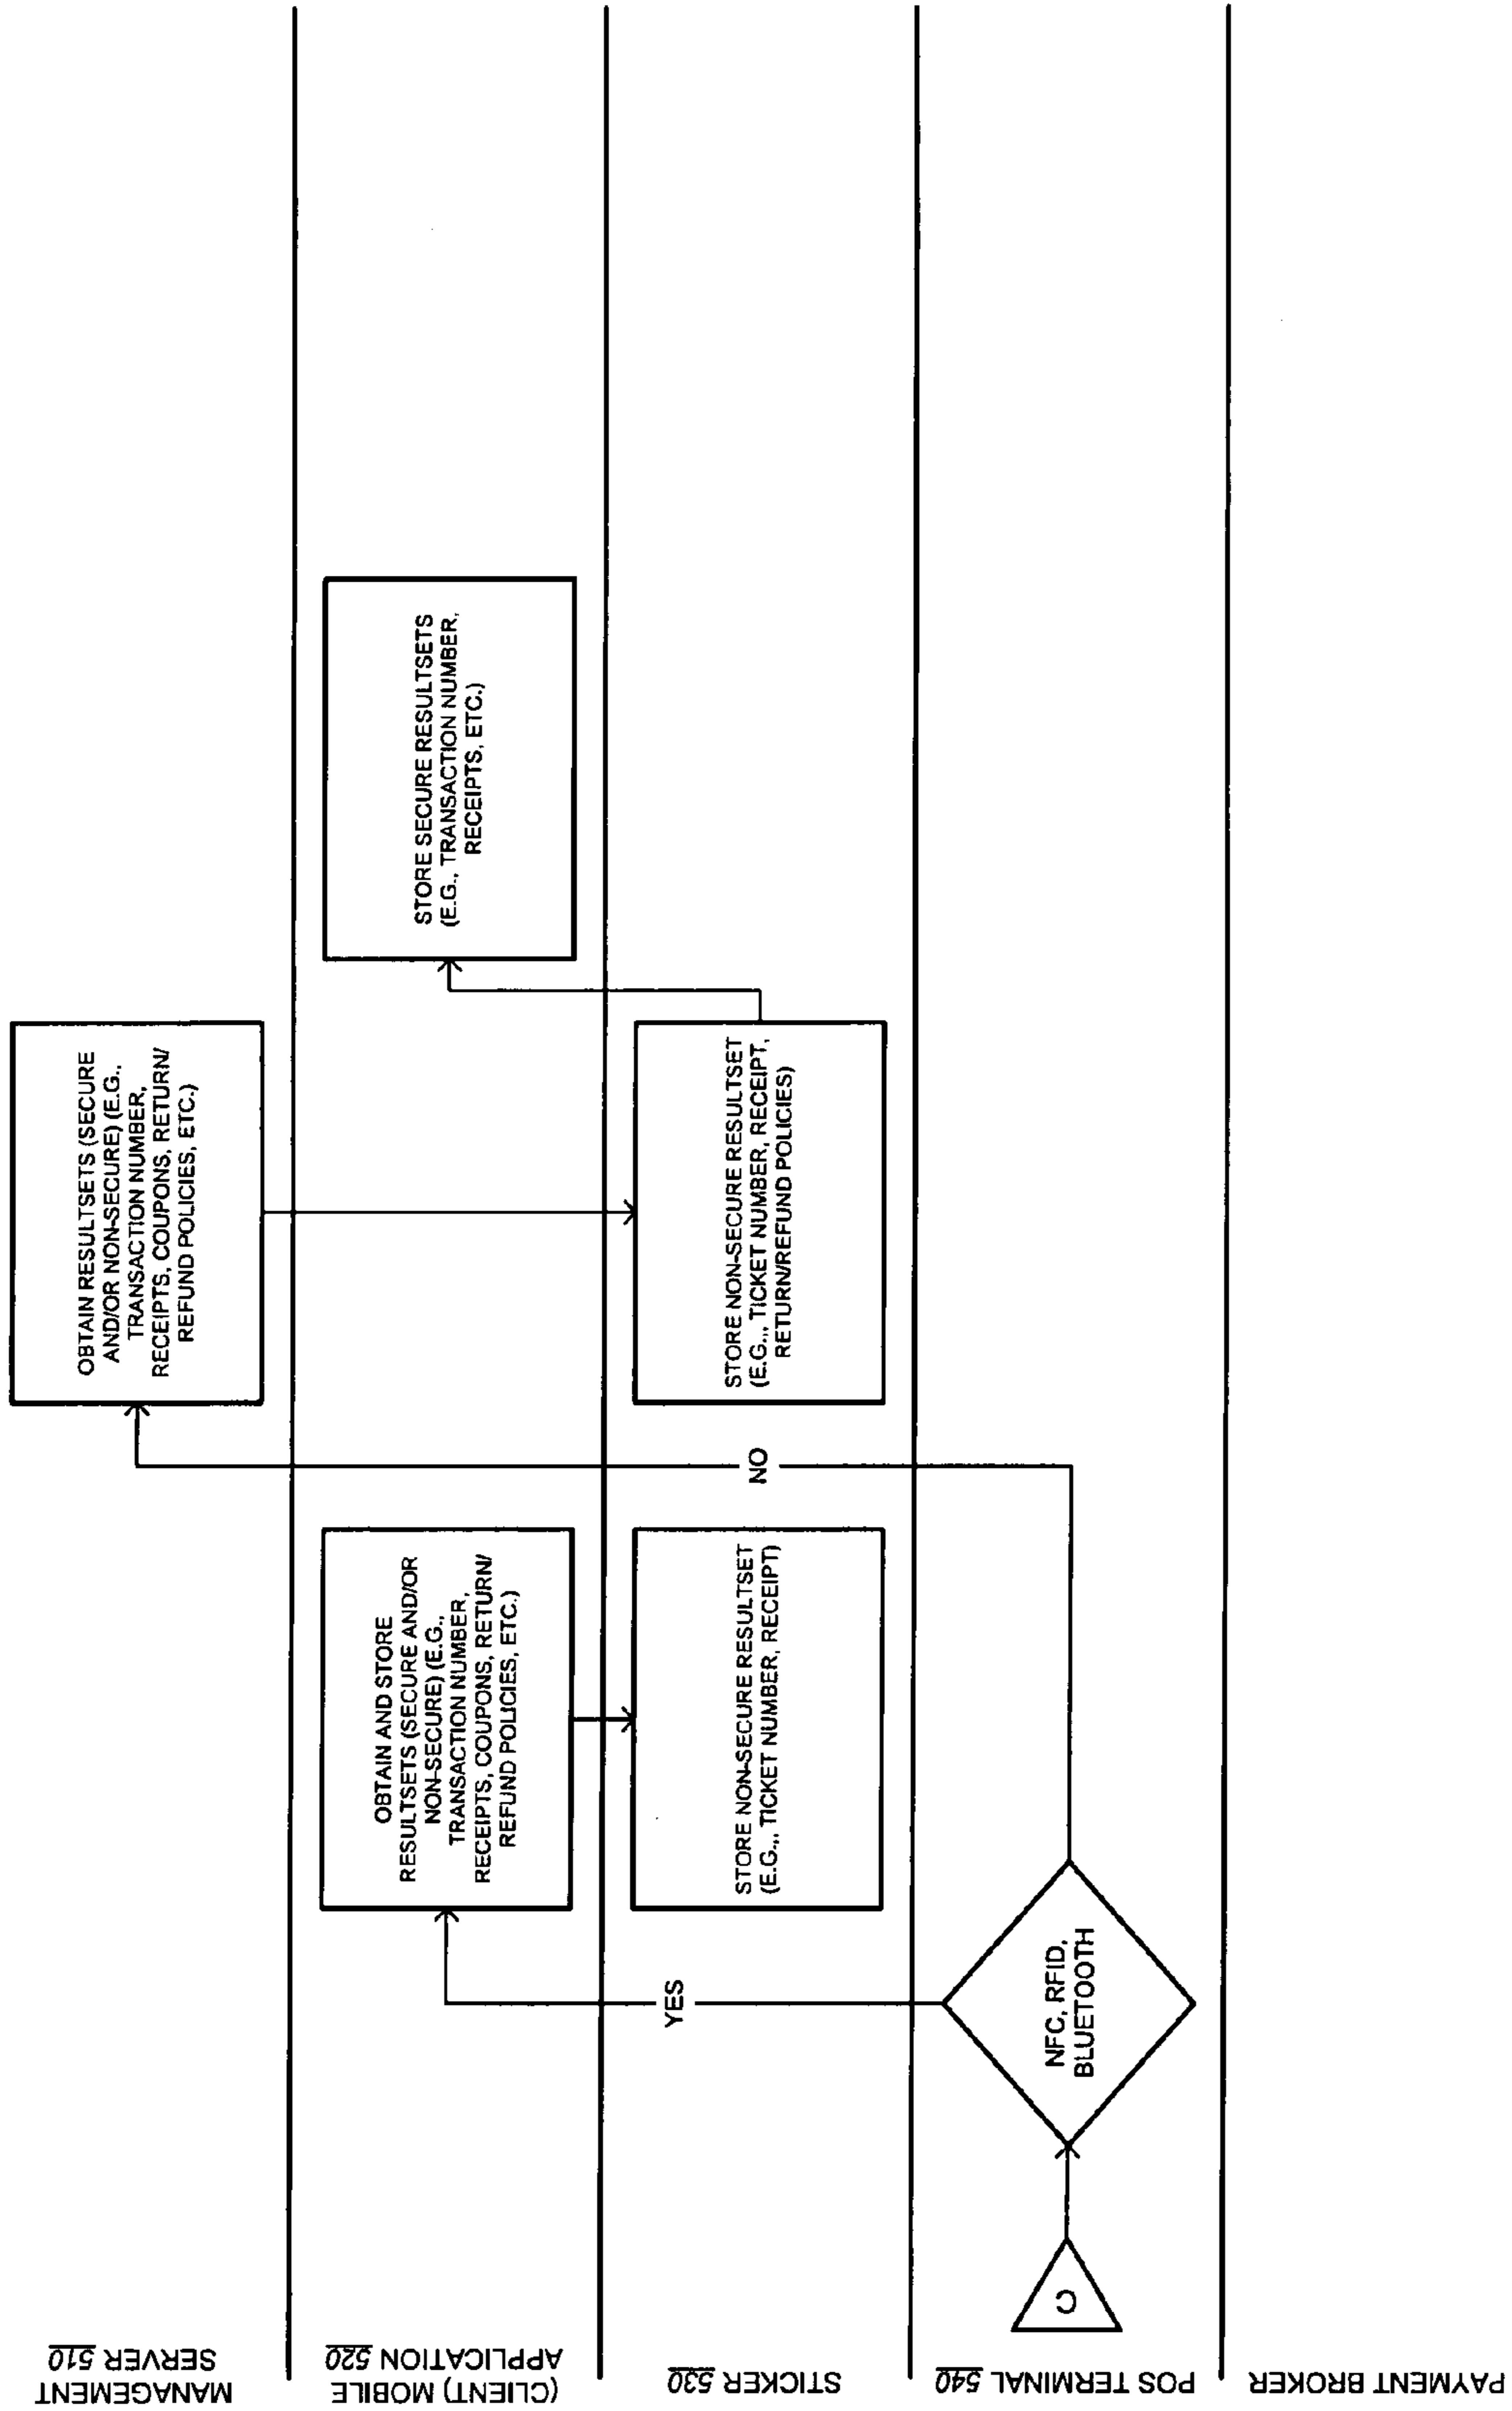 MANAGEMENT
SERVER 510
(CLIENT) MOBILE
APPLICATION 520
STICKER 530
POS TERMINAL 540
PAYMENT BROKER
C
NFC, RFID,
BLUETOOTH
YES
NO
OBTAIN AND STORE
RESULTSETS (SECURE AND/OR
NON-SECURE) (E.G.,
TRANSACTION NUMBER,
RECEIPTS, COUPONS, RETURN/
REFUND POLICIES, ETC.)
STORE NON-SECURE RESULTSET
(E.G.,, TICKET NUMBER, RECEIPT)
OBTAIN RESULTSETS (SECURE
AND/OR NON-SECURE) (E.G.,
TRANSACTION NUMBER,
RECEIPTS, COUPONS, RETURN/
REFUND POLICIES, ETC.)
STORE NON-SECURE RESULTSET
(E.G.,, TICKET NUMBER, RECEIPT,
RETURN/REFUND POLICIES)
STORE SECURE RESULTSETS
(E.G., TRANSACTION NUMBER,
RECEIPTS, ETC.)